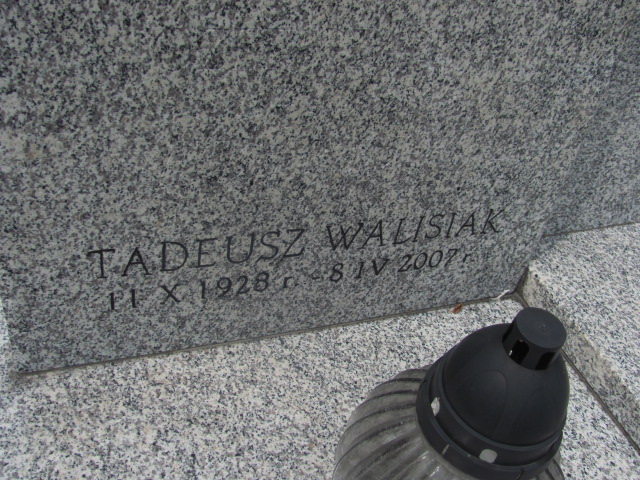 TADEUSZ WALISIAK
11 X 1928 r. - 8 IV 2007 r.